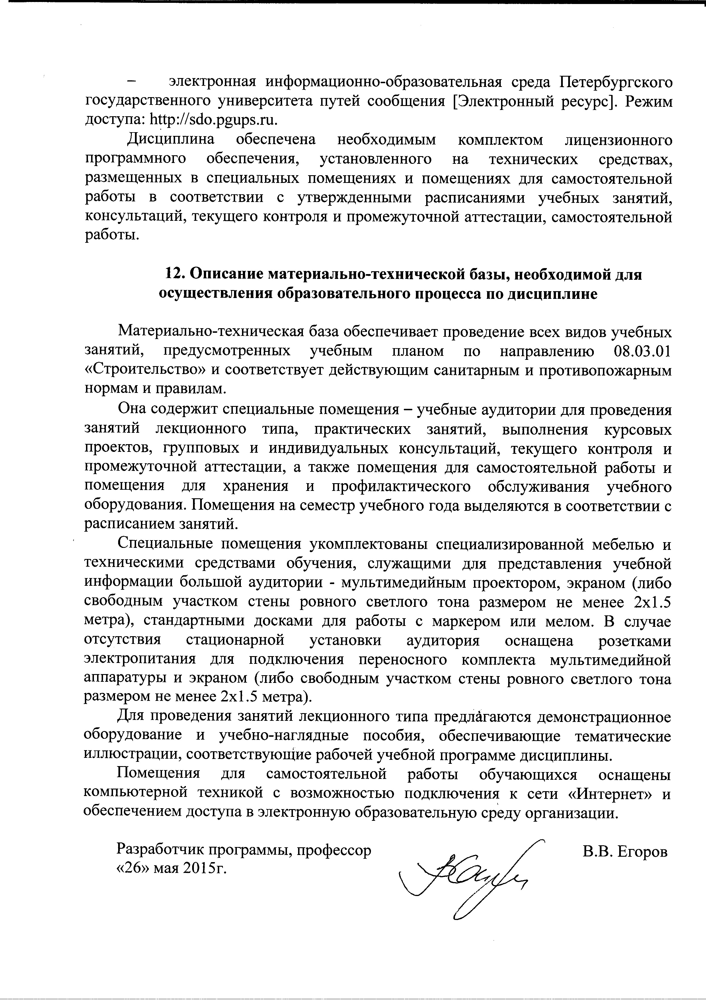 – электронная информационно-образовательная среда Петербургского
государственного университета путей сообщения [Электронный ресурс]. Режим
доступа: http://sdo.pgups.ru.
Дисциплина обеспечена необходимым комплектом лицензионного
программного обеспечения, установленного на технических средствах,
размещенных в специальных помещениях и помещениях для самостоятельной
работы в соответствии с утвержденными расписаниями учебных занятий,
консультаций, текущего контроля и промежуточной аттестации, самостоятельной
работы.
12. Описание материально-технической базы, необходимой для
осуществления образовательного процесса по дисциплине
Материально-техническая база обеспечивает проведение всех видов учебных
занятий, предусмотренных учебным планом по направлению 08.03.01
«Строительство» и соответствует действующим санитарным и противопожарным
нормам и правилам.
Она содержит специальные помещения – учебные аудитории для проведения
занятий лекционного типа, практических занятий, выполнения курсовых
проектов, групповых и индивидуальных консультаций, текущего контроля и
промежуточной аттестации, а также помещения для самостоятельной работы и
помещения для хранения и профилактического обслуживания учебного
оборудования. Помещения на семестр учебного года выделяются в соответствии с
расписанием занятий.
Специальные помещения укомплектованы специализированной мебелью и
техническими средствами обучения, служащими для представления учебной
информации большой аудитории - мультимедийным проектором, экраном (либо
свободным участком стены ровного светлого тона размером не менее 2х1.5
метра), стандартными досками для работы с маркером или мелом. В случае
отсутствия стационарной установки аудитория оснащена розетками
электропитания для подключения переносного комплекта мультимедийной
аппаратуры и экраном (либо свободным участком стены ровного светлого тона
размером не менее 2х1.5 метра).
Для проведения занятий лекционного типа предлагаются демонстрационное
оборудование и учебно-наглядные пособия, обеспечивающие тематические
иллюстрации, соответствующие рабочей учебной программе дисциплины.
Помещения для самостоятельной работы обучающихся оснащены
компьютерной техникой с возможностью подключения к сети «Интернет» и
обеспечением доступа в электронную образовательную среду организации.
Разработчик программы, профессор В.В. Егоров
«26» мая 2015г.